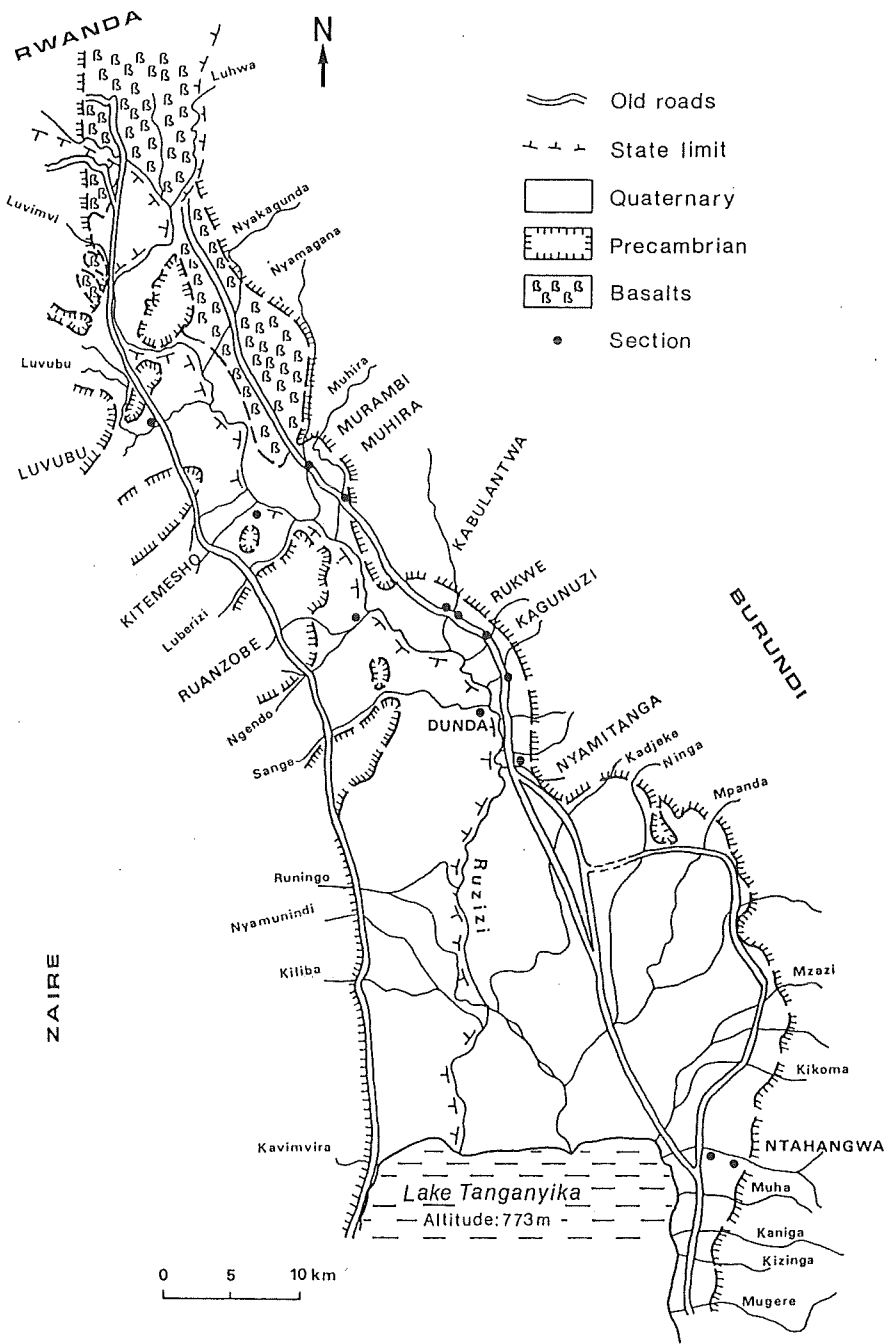 RWANDA
N
Luhwa
Old roads
State limit
Quaternary
Precambrian
Basalts
Section
Luvimvi
Nyakagunda
Nyamagana
Luvubu
Muhira
MURAMBI
MUHIRA
LUVUBU
KABULANTWA
KITEMESHO
RUKWE
KAGUNUZI
Luberizi
BURUNDI
RUANZOBE
Ngendo
DUNDA
NYAMITANGA
Kadjeke
Ninga
Sange
Mpanda
Runingo
Ruzizi
Nyamunindi
ZAIRE
Kiliba
Mzazi
Kikoma
Kavimvira
NTAHANGWA
Lake Tanganyika
Altitude:773m
Muha
Kaniga
Kizinga
0 5 10 km
Mugere